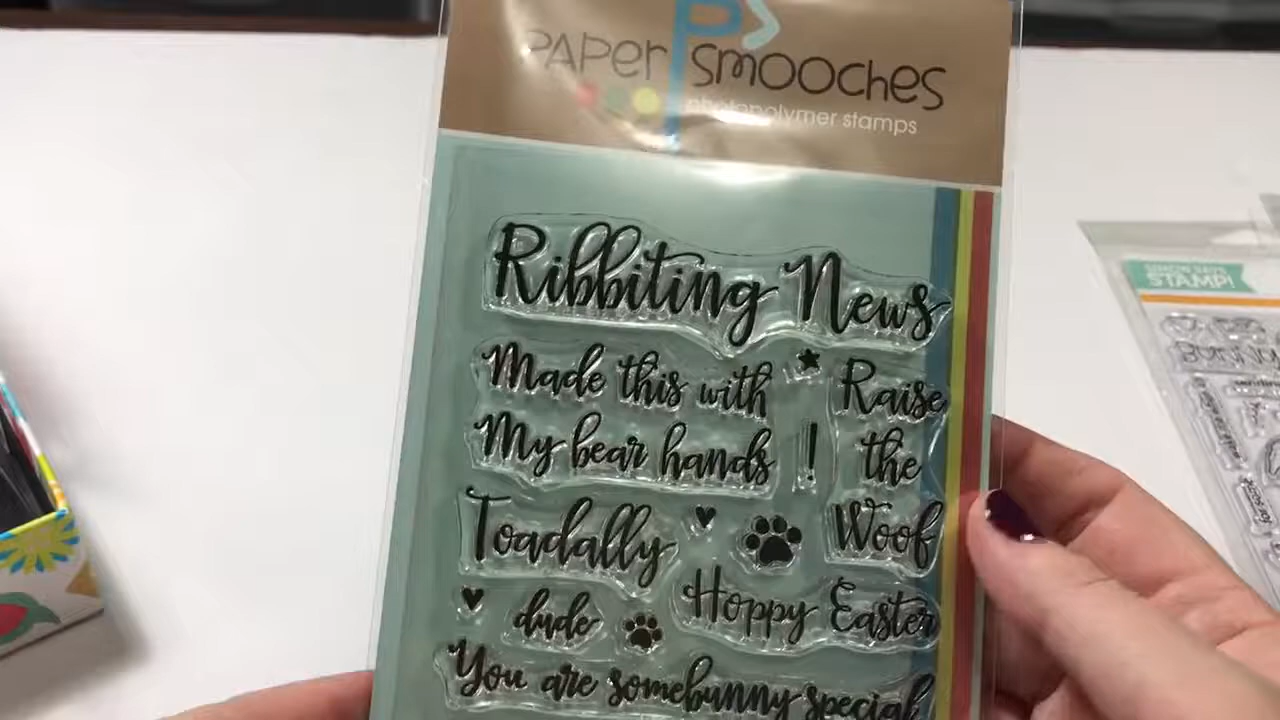 PAPER SMOOCHES
photopolymer stamps
Ribbiting News
Made this with
My bear hands !
Raise
the
Woof
Toadally
dude
Hoppy Easter
You are somebunny special
STAMP!